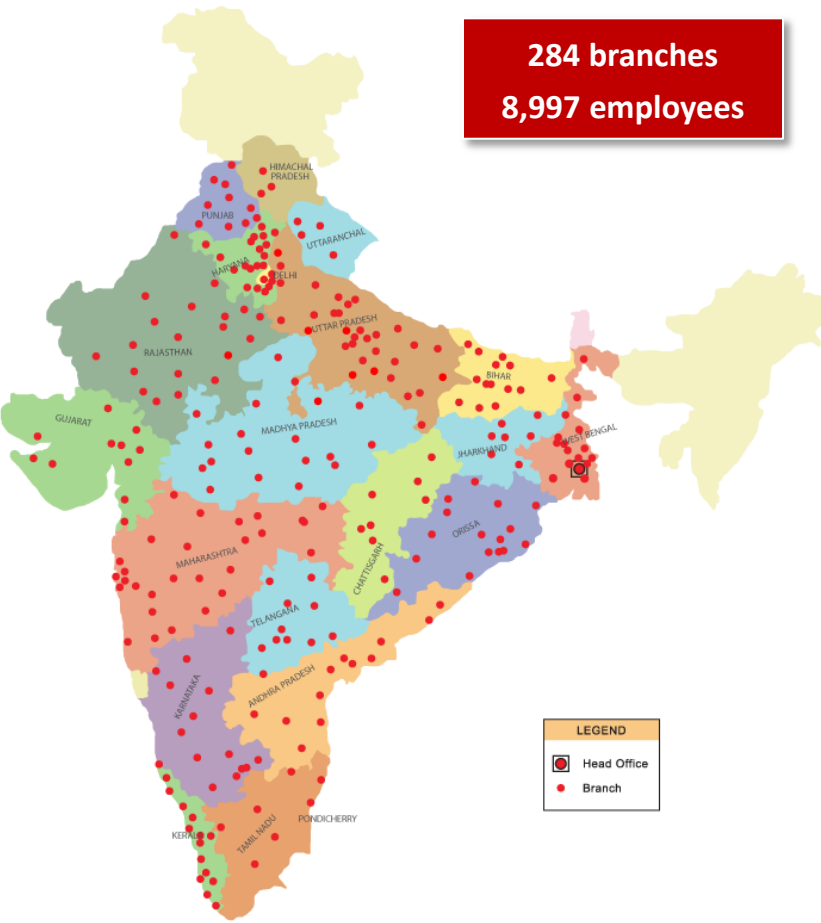 284 branches
8,997 employees
HIMACHAL
PRADESH
PUNJAB
UTTARANCHAL
HARYANA
DELHI
UTTAR PRADESH
RAJASTHAN
BIHAR
GUJARAT
MADHYA PRADESH
WEST BENGAL
JHARKHAND
ORISSA
MAHARASHTRA
CHATTISGARH
TELANGANA
ANDHRA PRADESH
KARNATAKA
LEGEND
Head Office
Branch
PONDICHERRY
TAMIL NADU
KERALA